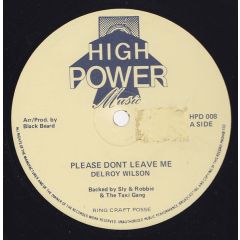 HIGH
POWER
Music
Arr/Prod. by
Black Beard
HPD 008
A SIDE
PLEASE DONT LEAVE ME
DELROY WILSON
Backed by Sly & Robbie
& The Taxi Gang
RING CRAFT POSSE